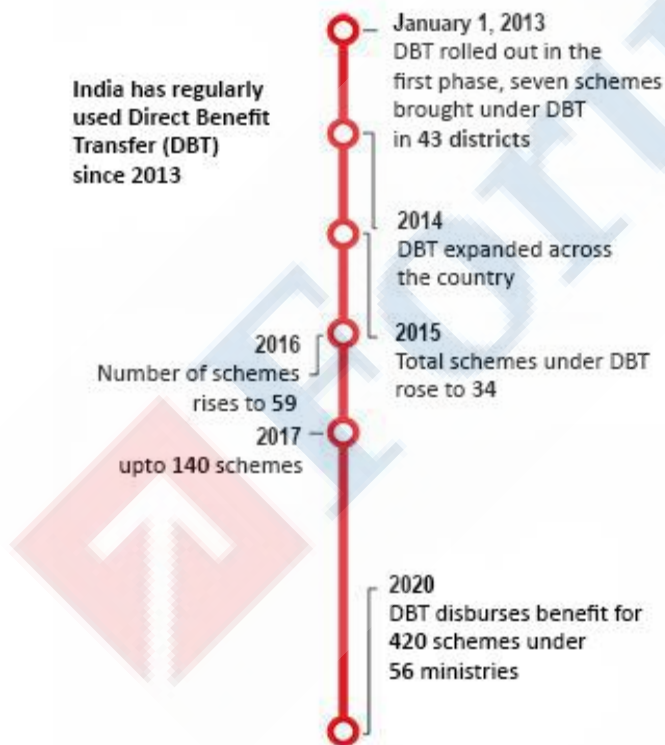 India has regularly
used Direct Benefit
Transfer (DBT)
since 2013
January 1, 2013
DBT rolled out in the
first phase, seven schemes
brought under DBT
in 43 districts
2014
DBT expanded across
the country
2015
Total schemes under DBT
rose to 34
2016
Number of schemes
rises to 59
2017
upto 140 schemes
2020
DBT disburses benefit for
420 schemes under
56 ministries